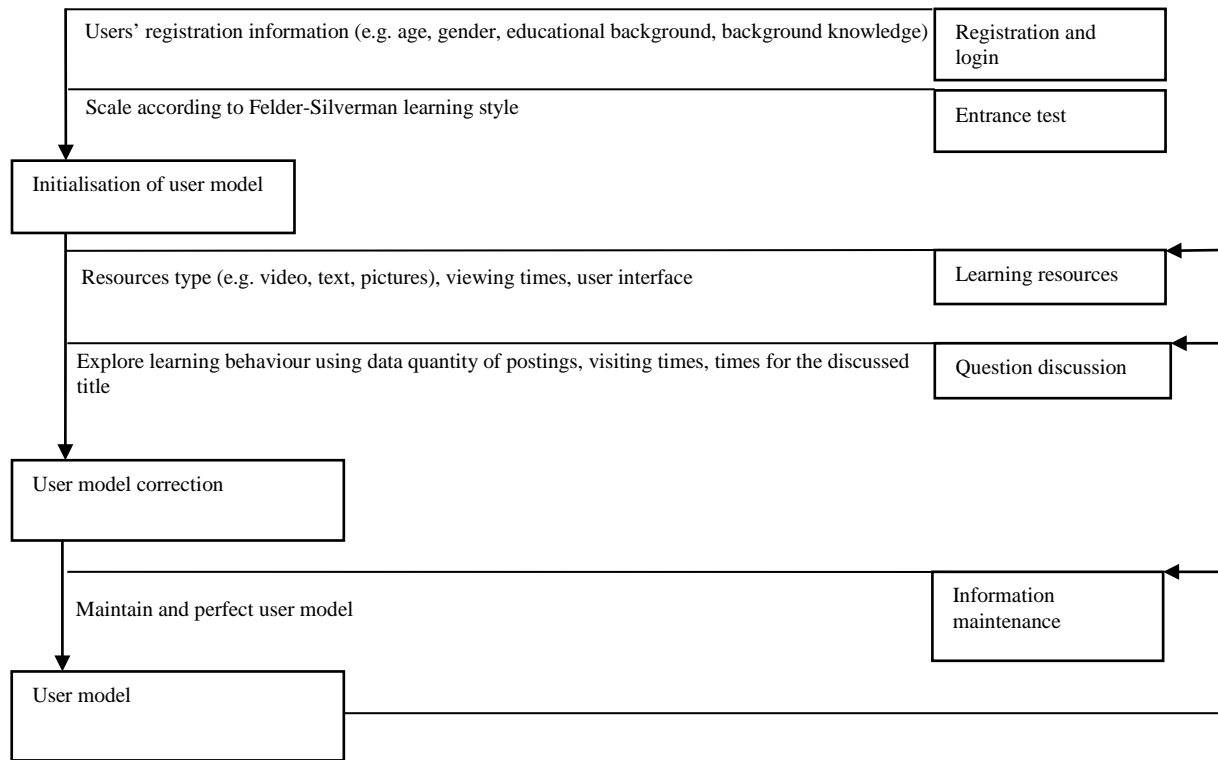 Users’ registration information (e.g. age, gender, educational background, background knowledge)
Registration and
login
Scale according to Felder-Silverman learning style
Entrance test
Initialisation of user model
Resources type (e.g. video, text, pictures), viewing times, user interface
Learning resources
Explore learning behaviour using data quantity of postings, visiting times, times for the discussed
title
Question discussion
User model correction
Maintain and perfect user model
Information
maintenance
User model